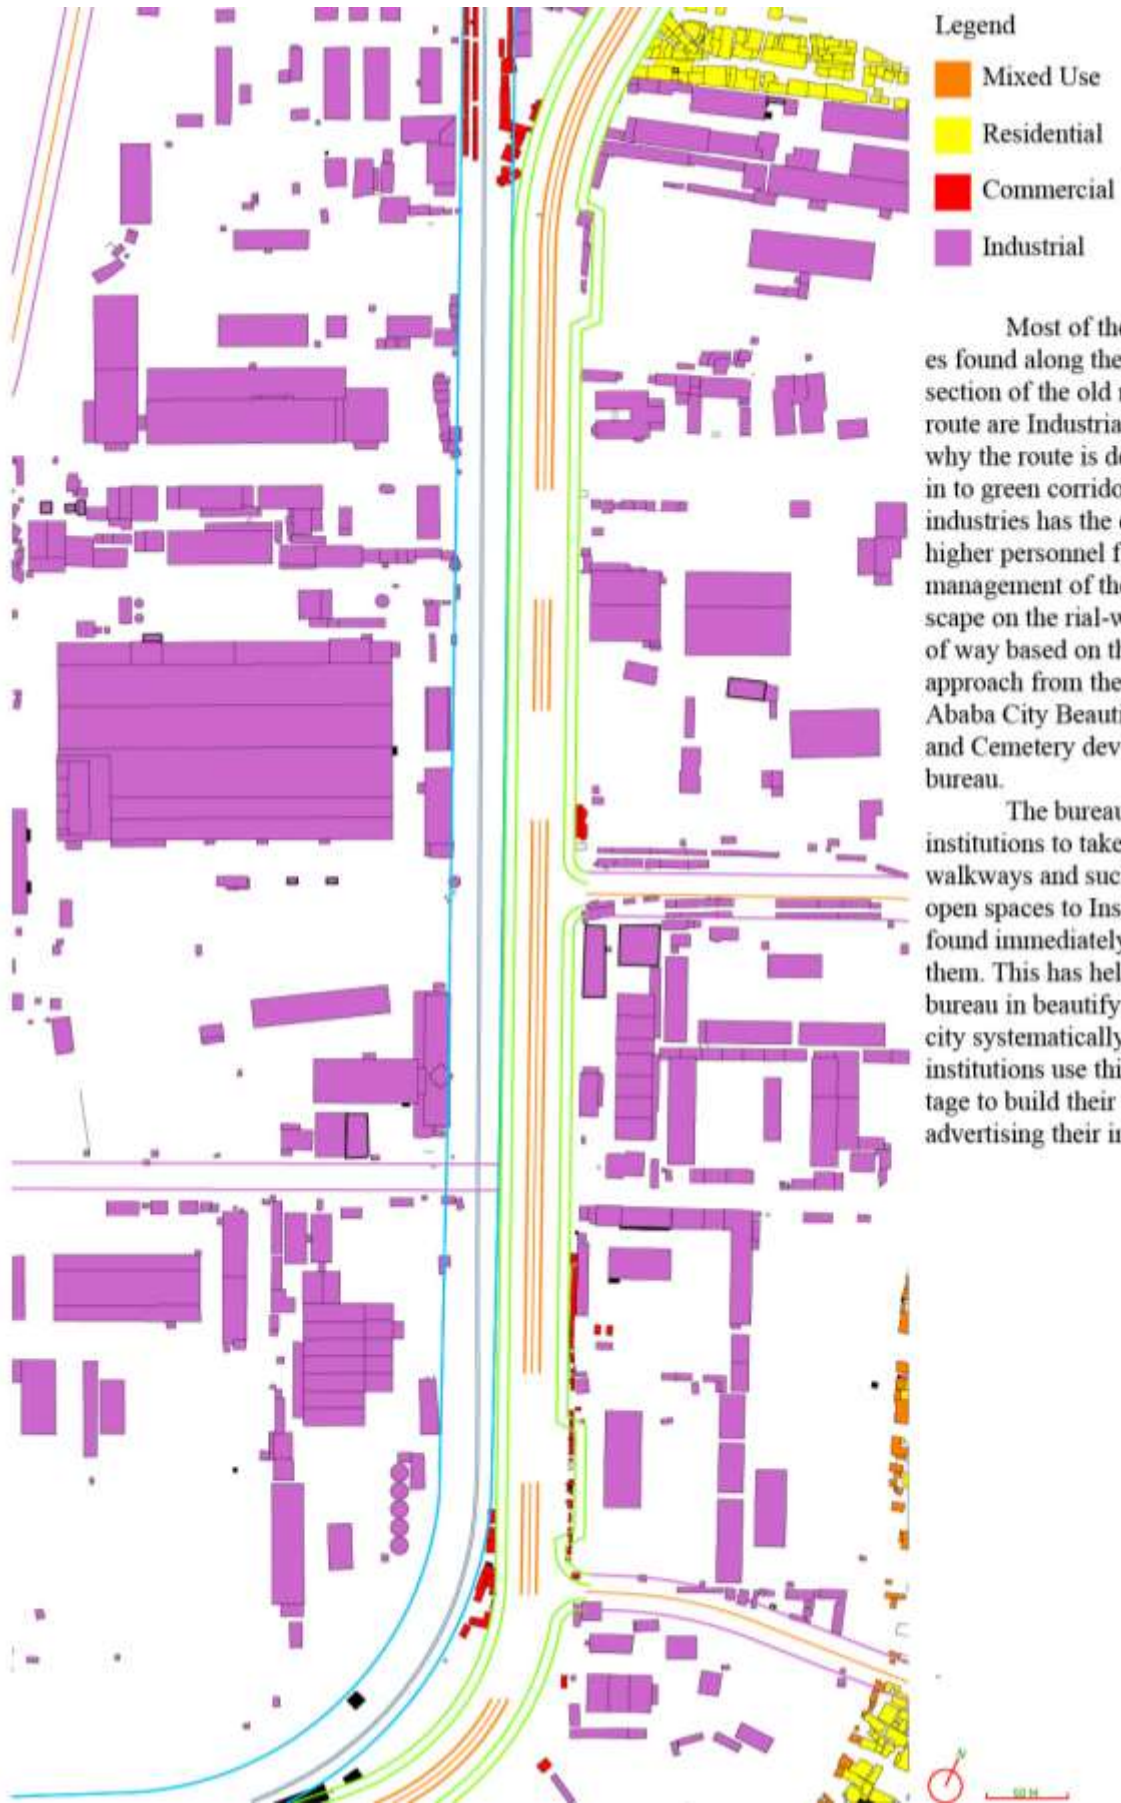 Legend
Mixed Use
Residential
Commercial
Industrial
Most of the
es found along the
section of the old
route are Industria
why the route is de
in to green corrido
industries has the
higher personnel f
management of the
scape on the rial-w
of way based on th
approach from the
Ababa City Beauti
and Cemetery dev
bureau.
The bureau
institutions to take
walkways and suc
open spaces to Ins
found immediately
them. This has hel
bureau in beautify
city systematically
institutions use thi
tage to build their
advertising their i
N
50 M